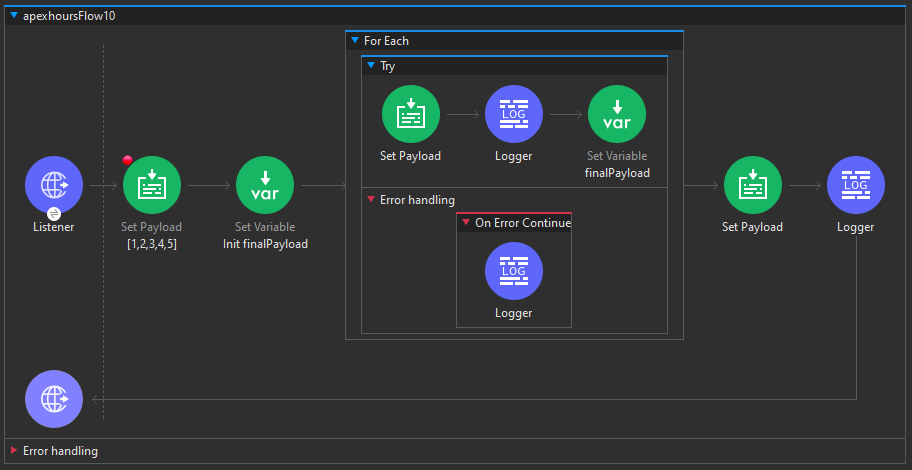 apexhoursFlow10
For Each
Try
LOG
var
Set Payload
Logger
Set Variable
finalPayload
Listener
Set Payload
[1,2,3,4,5]
var
Set Variable
Init finalPayload
Error handling
On Error Continue
LOG
Logger
Set Payload
LOG
Logger
Error handling